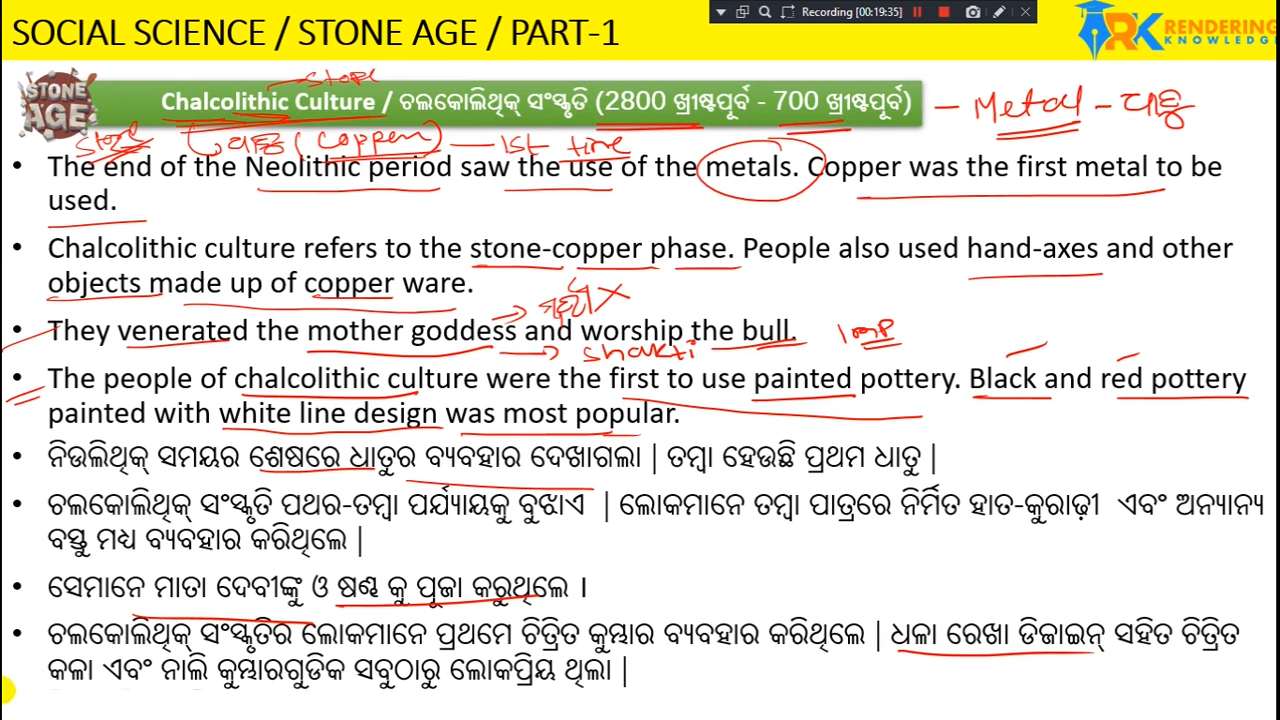 Recording [00:19:35]
SOCIAL SCIENCE / STONE AGE / PART-1
RENDERING
KNOWLEDGE
STONE
AGE
stone
Chalcolithic Culture / ଚଲକୋଲିଥିକ୍ ସଂସ୍କୃତି (2800 ଖ୍ରୀଷ୍ଟପୂର୍ବ - 700 ଖ୍ରୀଷ୍ଟପୂର୍ବ) – Metal – ଧାତୁ
stone ଧାତୁ (Copper) – 1st time
• The end of the Neolithic period saw the use of the metals. Copper was the first metal to be
used.
• Chalcolithic culture refers to the stone-copper phase. People also used hand-axes and other
objects made up of copper ware.
• They venerated the mother goddess and worship the bull. Imp
shakti
• The people of chalcolithic culture were the first to use painted pottery. Black and red pottery
painted with white line design was most popular.
• ନିଉଲିଥିକ୍ ସମୟର ଶେଷରେ ଧାତୁର ବ୍ୟବହାର ଦେଖାଗଲା | ତମ୍ବା ହେଉଛି ପ୍ରଥମ ଧାତୁ |
• ଚଲକୋଲିଥିକ୍ ସଂସ୍କୃତି ପଥର-ତମ୍ବା ପର୍ଯ୍ୟାୟକୁ ବୁଝାଏ | ଲୋକମାନେ ତମ୍ବା ପାତ୍ରରେ ନିର୍ମିତ ହାତ-କୁରାଢ଼ୀ ଏବଂ ଅନ୍ୟାନ୍ୟ
ବସ୍ତୁ ମଧ୍ୟ ବ୍ୟବହାର କରିଥିଲେ |
• ସେମାନେ ମାତା ଦେବୀଙ୍କୁ ଓ ଷଣ୍ଢ କୁ ପୂଜା କରୁଥିଲେ ।
• ଚଲକୋଲିଥିକ୍ ସଂସ୍କୃତିର ଲୋକମାନେ ପ୍ରଥମେ ଚିତ୍ରିତ କୁମ୍ଭାର ବ୍ୟବହାର କରିଥିଲେ | ଧଳା ରେଖା ଡିଜାଇନ୍ ସହିତ ଚିତ୍ରିତ
କଳା ଏବଂ ନାଲି କୁମ୍ଭାରଗୁଡିକ ସବୁଠାରୁ ଲୋକପ୍ରିୟ ଥିଲା |